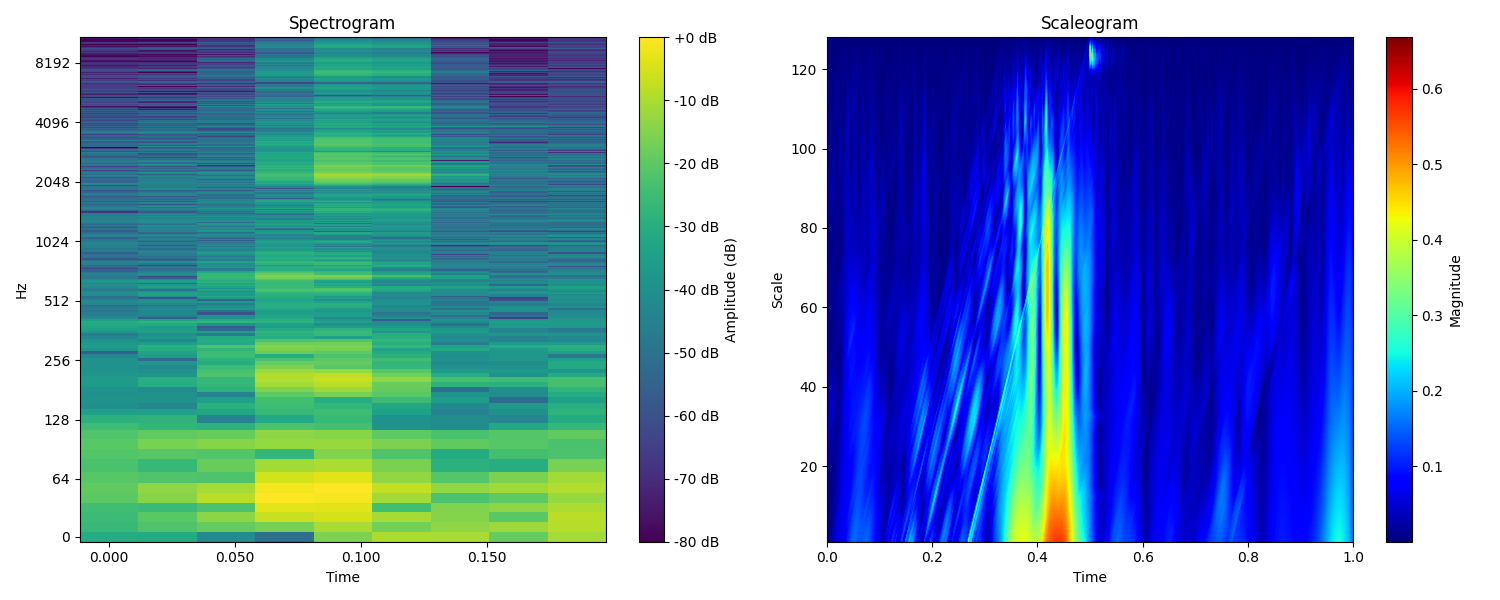 Spectrogram
Hz
8192
4096
2048
1024
512
256
128
64
0
0.000
0.050
0.100
0.150
Time
+0 dB
-10 dB
-20 dB
-30 dB
-40 dB
-50 dB
-60 dB
-70 dB
-80 dB
Amplitude (dB)
Scaleogram
Scale
120
100
80
60
40
20
0.0
0.2
0.4
0.6
0.8
1.0
Time
0.6
0.5
0.4
0.3
0.2
0.1
Magnitude